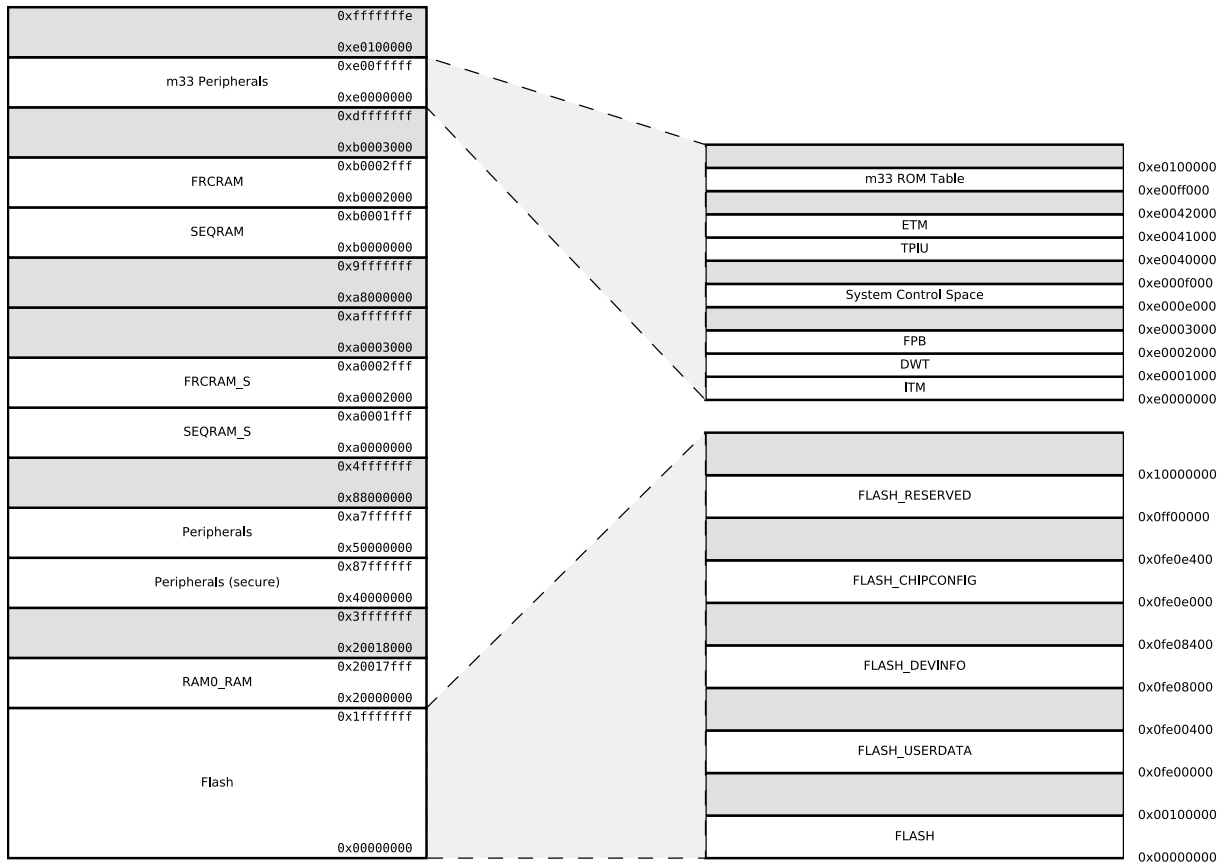 0xfffffffe
0xe0100000
0xe00fffff
m33 Peripherals
0xe0000000
0xdfffffff
0xb0003000
0xb0002fff
FRCRAM
0xb0002000
0xb0001fff
SEQRAM
0xb0000000
0x9fffffff
0xa8000000
0xafffffff
0xa0003000
0xa0002fff
FRCRAM_S
0xa0002000
0xa0001fff
SEQRAM_S
0xa0000000
0x4fffffff
0x88000000
0xa7ffffff
Peripherals
0x50000000
0x87ffffff
Peripherals (secure)
0x40000000
0x3fffffff
0x20018000
0x20017fff
RAM0_RAM
0x20000000
0x1fffffff
Flash
0x00000000
0xe0100000
m33 ROM Table
0xe00ff000
0xe0042000
ETM
0xe0041000
TPIU
0xe0040000
0xe000f000
System Control Space
0xe000e000
0xe0003000
FPB
0xe0002000
DWT
0xe0001000
ITM
0xe0000000
0x10000000
FLASH_RESERVED
0x0ff00000
0x0fe0e400
FLASH_CHIPCONFIG
0x0fe0e000
0x0fe08400
FLASH_DEVINFO
0x0fe08000
0x0fe00400
FLASH_USERDATA
0x0fe00000
0x00100000
FLASH
0x00000000